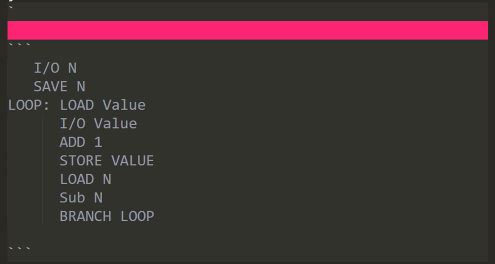 `
```
I/O N
SAVE N
LOOP: LOAD Value
I/O Value
ADD 1
STORE VALUE
LOAD N
Sub N
BRANCH LOOP
```